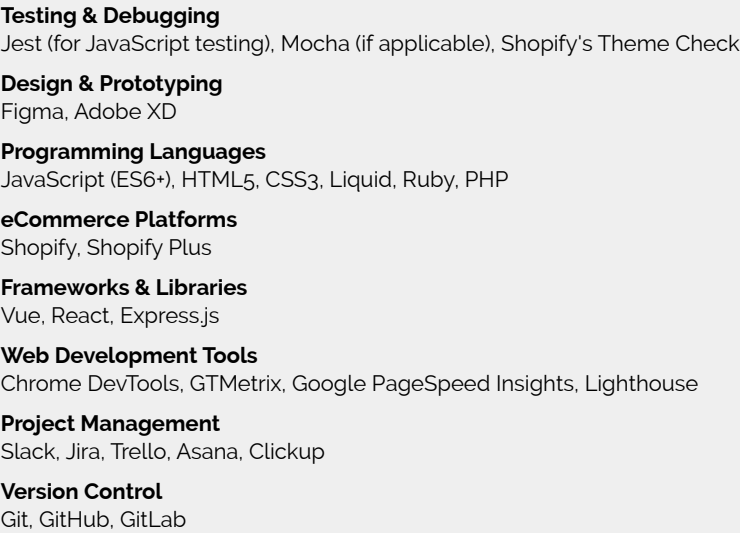 Testing & Debugging
Jest (for JavaScript testing), Mocha (if applicable), Shopify's Theme Check
Design & Prototyping
Figma, Adobe XD
Programming Languages
JavaScript (ES6+), HTML5, CSS3, Liquid, Ruby, PHP
eCommerce Platforms
Shopify, Shopify Plus
Frameworks & Libraries
Vue, React, Express.js
Web Development Tools
Chrome DevTools, GTMetrix, Google PageSpeed Insights, Lighthouse
Project Management
Slack, Jira, Trello, Asana, Clickup
Version Control
Git, GitHub, GitLab